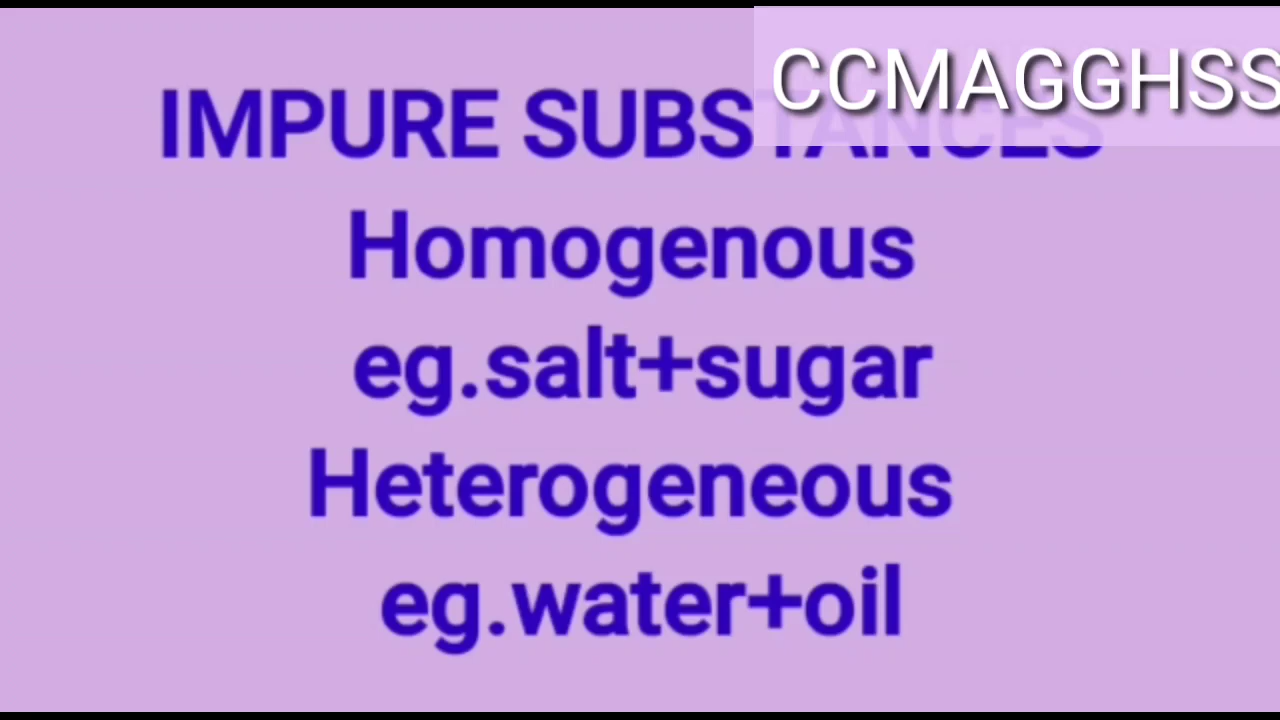 CCMAGGHSS
IMPURE SUBSTANCES
Homogenous
eg.salt+sugar
Heterogeneous
eg.water+oil